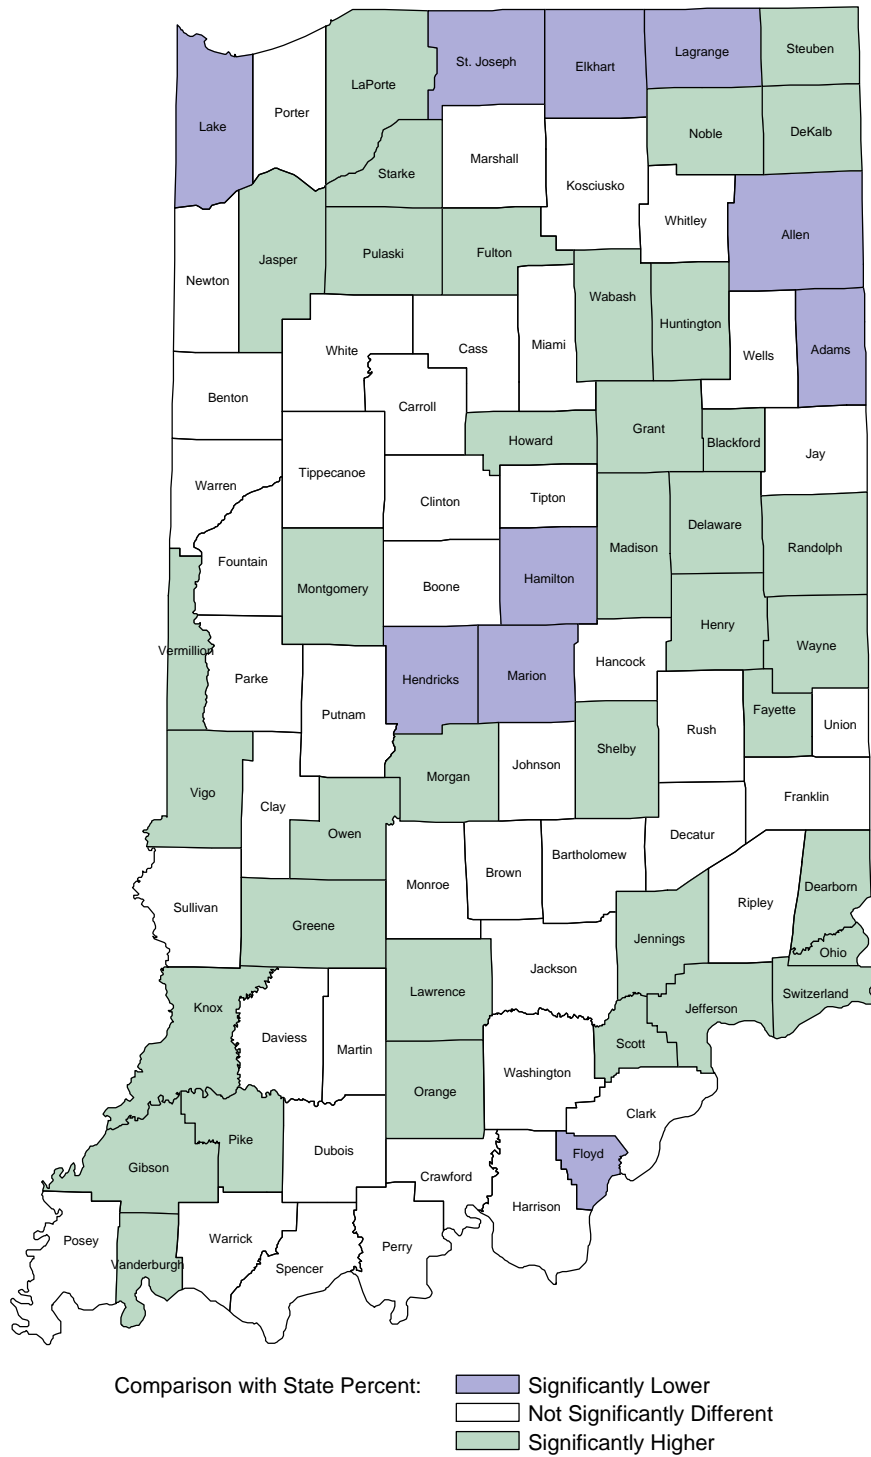 Steuben
St. Joseph
Lagrange
Elkhart
LaPorte
Porter
Lake
Noble
DeKalb
Marshall
Starke
Kosciusko
Whitley
Allen
Jasper
Pulaski
Fulton
Newton
Wabash
Huntington
White
Cass
Miami
Wells
Adams
Benton
Carroll
Grant
Howard
Blackford
Jay
Tippecanoe
Warren
Clinton
Tipton
Delaware
Madison
Randolph
Fountain
Montgomery
Boone
Hamilton
Henry
Wayne
Vermillion
Parke
Hendricks
Marion
Hancock
Putnam
Fayette
Union
Rush
Shelby
Johnson
Morgan
Vigo
Clay
Franklin
Owen
Decatur
Bartholomew
Brown
Monroe
Dearborn
Ripley
Sullivan
Greene
Jennings
Ohio
Jackson
Lawrence
Switzerland
Knox
Jefferson
Daviess
Martin
Scott
Washington
Orange
Clark
Pike
Dubois
Floyd
Gibson
Crawford
Harrison
Posey
Warrick
Perry
Vanderburgh
Spencer
Comparison with State Percent:
Significantly Lower
Not Significantly Different
Significantly Higher